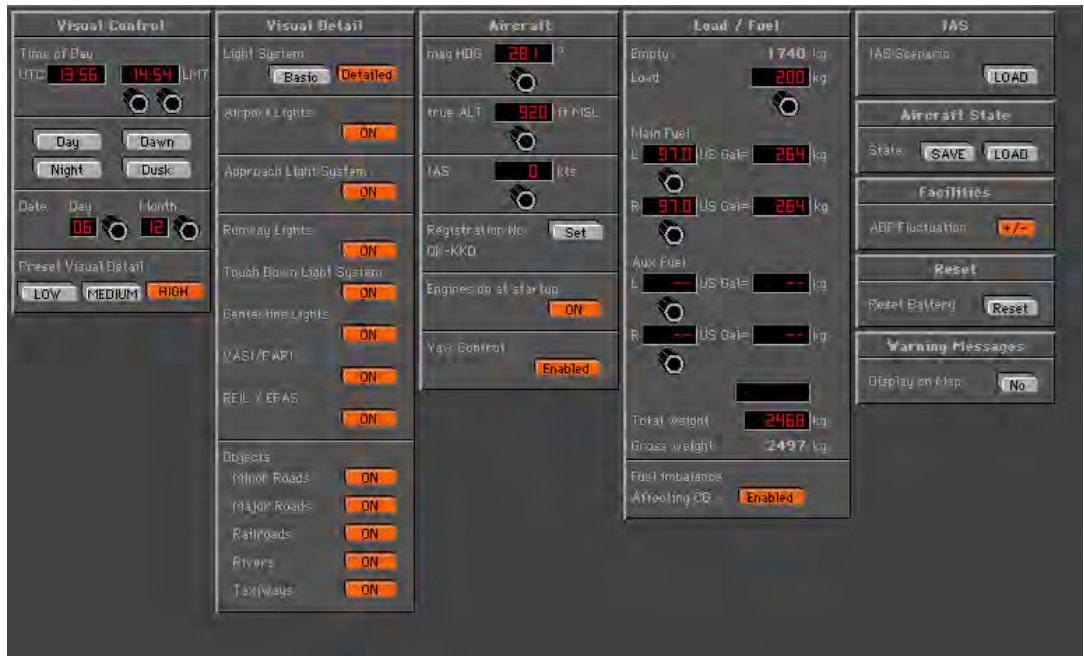 Visual Control
Time of Day
UTC 13:56 14:54 LMT
Day Dawn
Night Dusk
Date Day Month
06 12
Preset Visual Detail
LOW MEDIUM HIGH
Visual Detail
Light System
Basic Detailed
Airport Lights
ON
Approach Light System
ON
Runway Lights
ON
Touch Down Light System
ON
Centerline Lights
ON
VASI/PAPI
ON
REIL / ERAS
ON
Objects
Minor Roads ON
Major Roads ON
Railroads ON
Rivers ON
Taxiways ON
Aircraft
mag HDG 281 °
true ALT 920 ft MSL
IAS 0 kts
Registration No Set
OK-KKD
Engines on at startup
ON
Yaw Control
Enabled
Load / Fuel
Empty 1740 kg
Load 200 kg
Main Fuel
L 97.0 US Gal= 264 kg
R 97.0 US Gal= 264 kg
Aux Fuel
L -- US Gal= -- kg
R -- US Gal= -- kg
Total weight 2468 kg
Gross weight 2497 kg
Fuel imbalance
Affecting CG Enabled
IAS
IAS Scenario
LOAD
Aircraft State
State SAVE LOAD
Facilities
ADF Fluctuation +/-
Reset
Reset Battery Reset
Warning Messages
Display on Map No